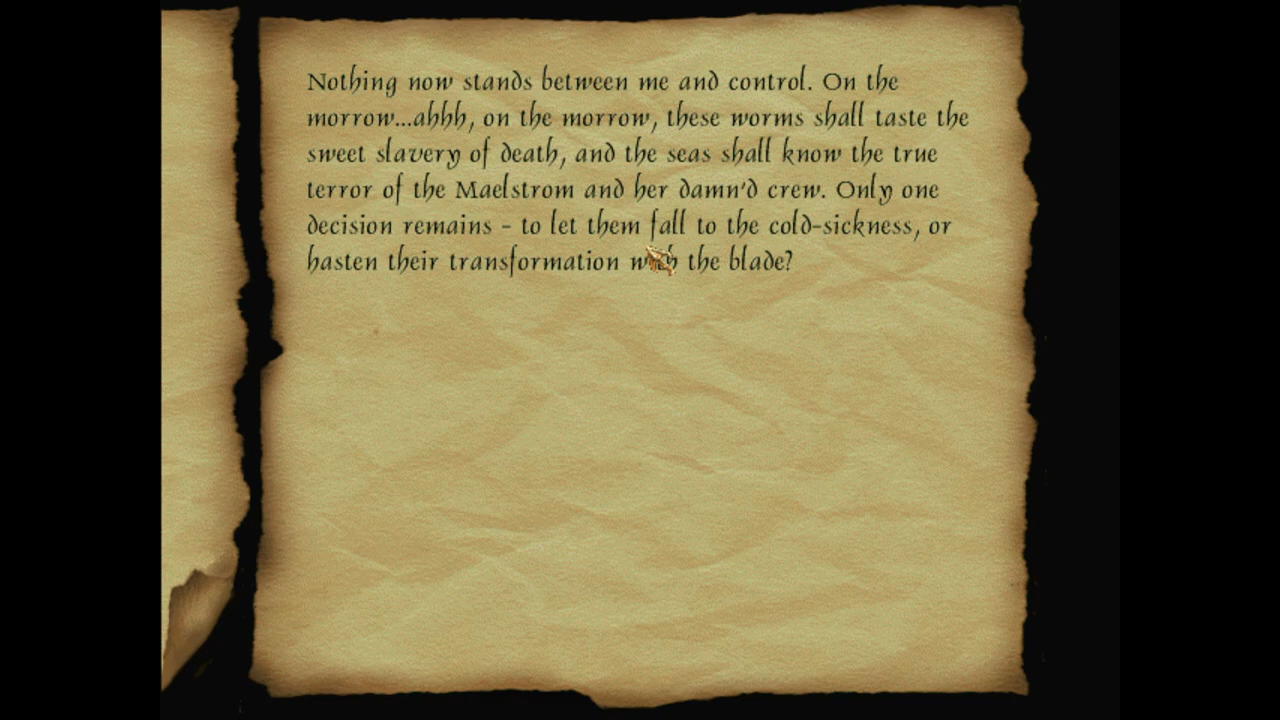 Nothing now stands between me and control. On the
morrow...ahhh, on the morrow, these worms shall taste the
sweet slavery of death, and the seas shall know the true
terror of the Maelstrom and her damn'd crew. Only one
decision remains - to let them fall to the cold-sickness, or
hasten their transformation with the blade?